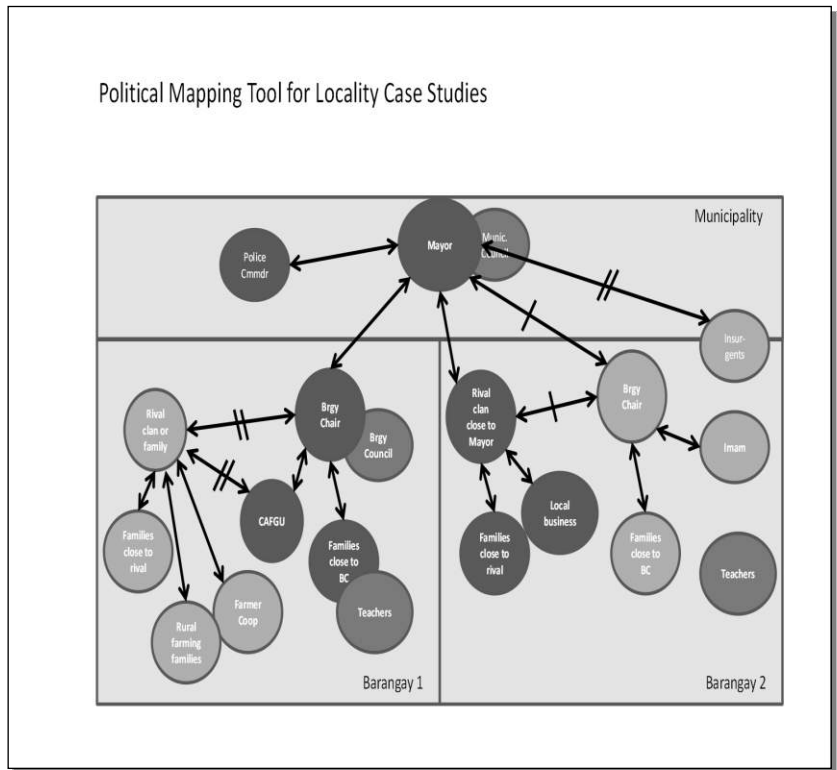 Political Mapping Tool for Locality Case Studies
Municipality
Police
Cmmdr
Mayor
Munic.
Council
Insur-
gents
Rival
clan or
family
Brgy
Chair
Brgy
Council
CAFGU
Families
close to
rival
Families
close to
BC
Farmer
Coop
Rural
farming
families
Teachers
Barangay 1
Rival
clan
close to
Mayor
Brgy
Chair
Imam
Local
business
Families
close to
rival
Families
close to
BC
Teachers
Barangay 2